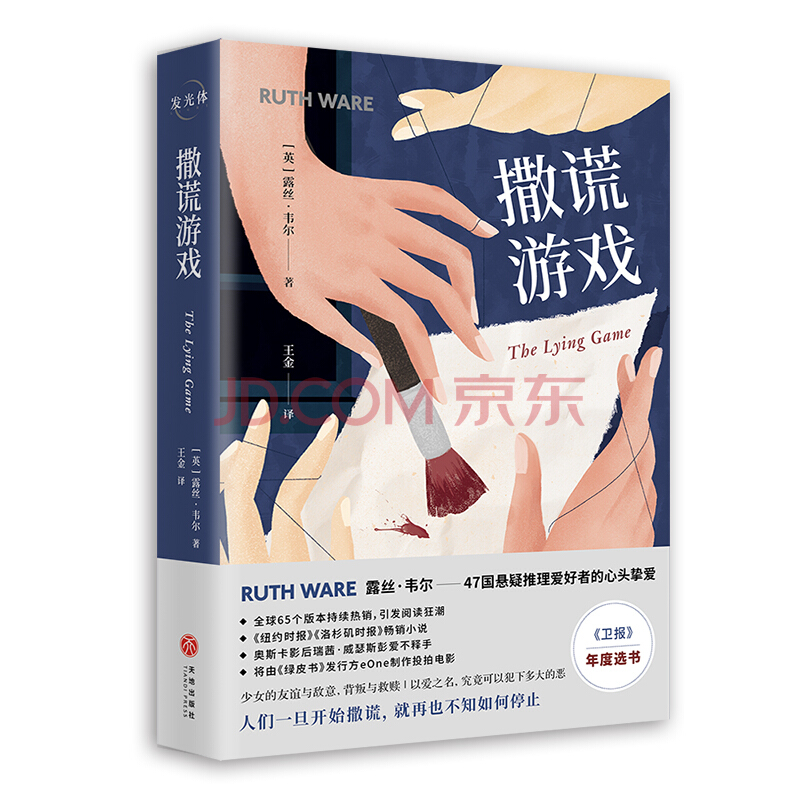 发光体
撒谎游戏
The Lying Game
[英]露丝·韦尔 著
王金 译
天地出版社
TIANDI PRESS
RUTH WARE
[英]露丝·韦尔——著
王金——译
撒谎
游戏
The Lying Game
JD.COM 京东
RUTH WARE 露丝·韦尔——47国悬疑推理爱好者的心头挚爱
◆ 全球65个版本持续热销,引发阅读狂潮
◆《纽约时报》《洛杉矶时报》畅销小说
◆ 奥斯卡影后瑞茜·威瑟斯彭爱不释手
◆ 将由《绿皮书》发行方eOne制作投拍电影
《卫报》
年度选书
少女的友谊与敌意,背叛与救赎|以爱之名,究竟可以犯下多大的恶
人们一旦开始撒谎,就再也不知如何停止